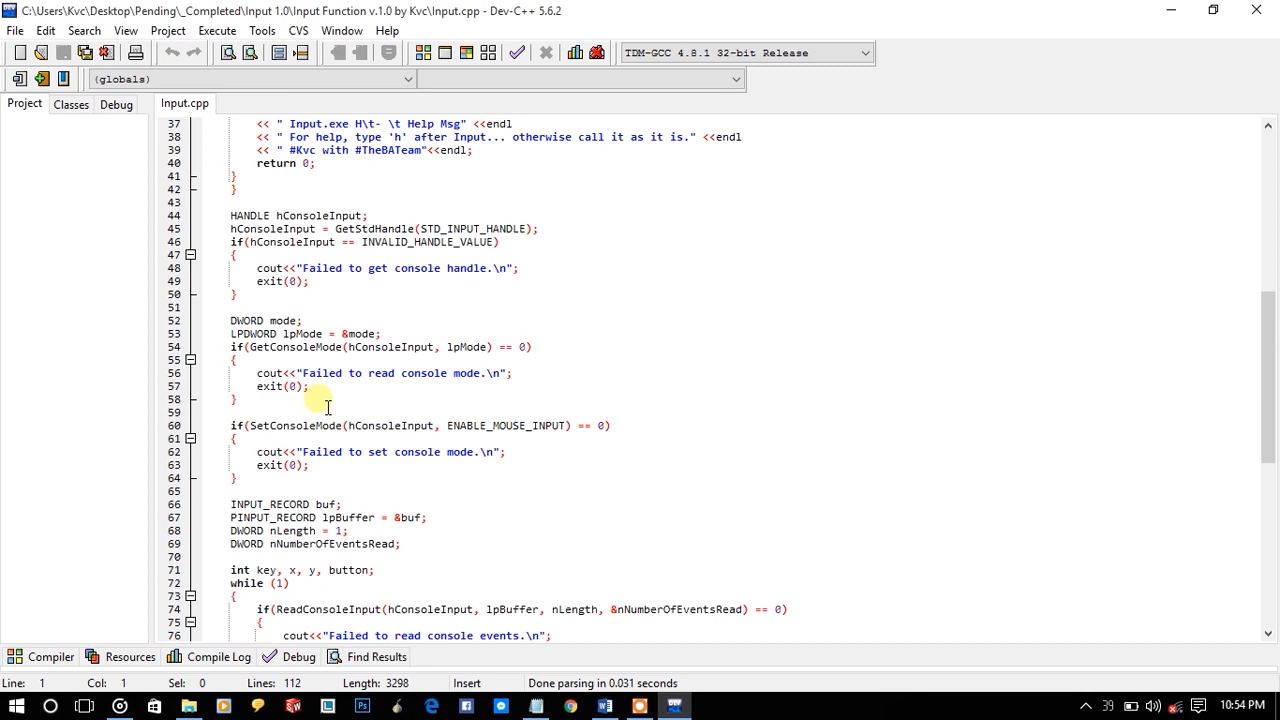 C:\Users\Kvc\Desktop\Pending\_Completed\Input 1.0\Input Function v.1.0 by Kvc\Input.cpp - Dev-C++ 5.6.2
File Edit Search View Project Execute Tools CVS Window Help
TDM-GCC 4.8.1 32-bit Release
(globals)
Project Classes Debug Input.cpp
37 << " Input.exe H\t- \t Help Msg" <<endl
38 << " For help, type 'h' after Input... otherwise call it as it is." <<endl
39 << " #Kvc with #TheBATeam"<<endl;
40 return 0;
41 }
42 }
43
44 HANDLE hConsoleInput;
45 hConsoleInput = GetStdHandle(STD_INPUT_HANDLE);
46 if(hConsoleInput == INVALID_HANDLE_VALUE)
47 {
48 cout<<"Failed to get console handle.\n";
49 exit(0);
50 }
51
52 DWORD mode;
53 LPDWORD lpMode = &mode;
54 if(GetConsoleMode(hConsoleInput, lpMode) == 0)
55 {
56 cout<<"Failed to read console mode.\n";
57 exit(0);
58 }
59
60 if(SetConsoleMode(hConsoleInput, ENABLE_MOUSE_INPUT) == 0)
61 {
62 cout<<"Failed to set console mode.\n";
63 exit(0);
64 }
65
66 INPUT_RECORD buf;
67 PINPUT_RECORD lpBuffer = &buf;
68 DWORD nLength = 1;
69 DWORD nNumberOfEventsRead;
70
71 int key, x, y, button;
72 while (1)
73 {
74 if(ReadConsoleInput(hConsoleInput, lpBuffer, nLength, &nNumberOfEventsRead) == 0)
75 {
76 cout<<"Failed to read console events.\n";
Compiler Resources Compile Log Debug Find Results
Line: 1 Col: 1 Sel: 0 Lines: 112 Length: 3298 Insert Done parsing in 0.031 seconds
39 10:54 PM